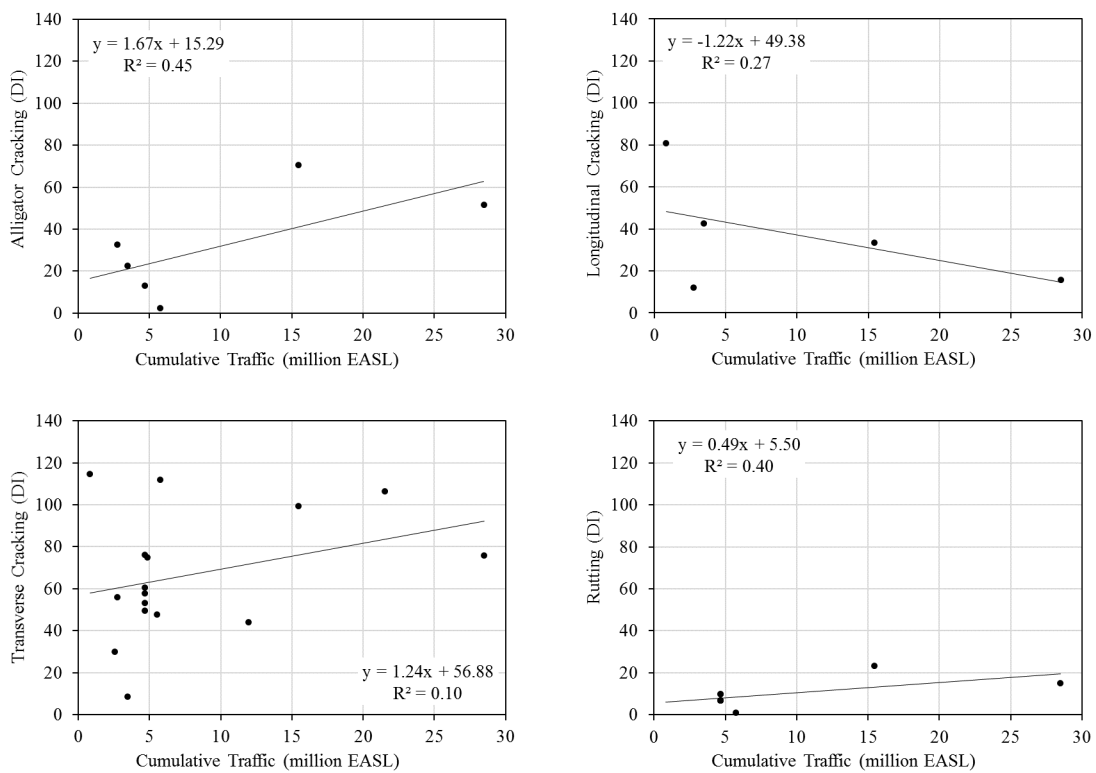 y = 1.67x + 15.29
R² = 0.45
Alligator Cracking (DI)
140
120
100
80
60
40
20
0
0 5 10 15 20 25 30
Cumulative Traffic (million EASL)
y = -1.22x + 49.38
R² = 0.27
Longitudinal Cracking (DI)
140
120
100
80
60
40
20
0
0 5 10 15 20 25 30
Cumulative Traffic (million EASL)
y = 1.24x + 56.88
R² = 0.10
Transverse Cracking (DI)
140
120
100
80
60
40
20
0
0 5 10 15 20 25 30
Cumulative Traffic (million EASL)
y = 0.49x + 5.50
R² = 0.40
Rutting (DI)
140
120
100
80
60
40
20
0
0 5 10 15 20 25 30
Cumulative Traffic (million EASL)